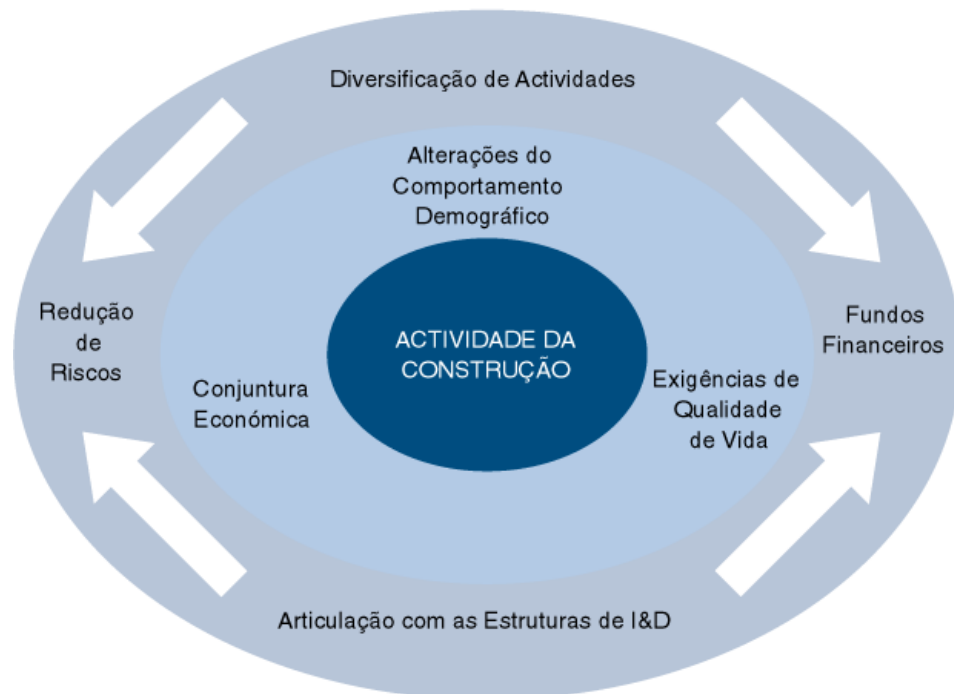 Diversificação de Actividades
Alterações do
Comportamento
Demográfico
Redução
de
Riscos
Conjuntura
Económica
ACTIVIDADE DA
CONSTRUÇÃO
Exigências de
Qualidade
de Vida
Fundos
Financeiros
Articulação com as Estruturas de I&D